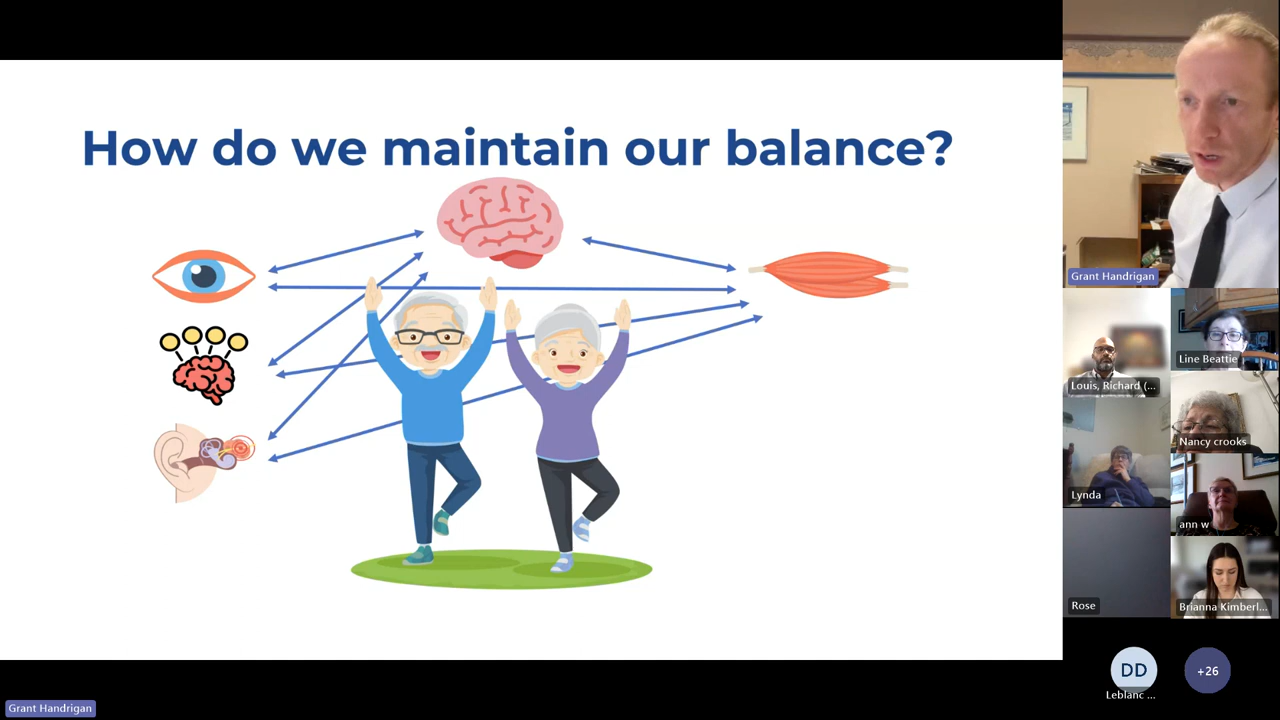 How do we maintain our balance?
Grant Handrigan
Louis, Richard (...
Line Beattie
Nancy crooks
Lynda
ann w
Rose
Brianna Kimberl...
DD
Leblanc ...
+26
Grant Handrigan